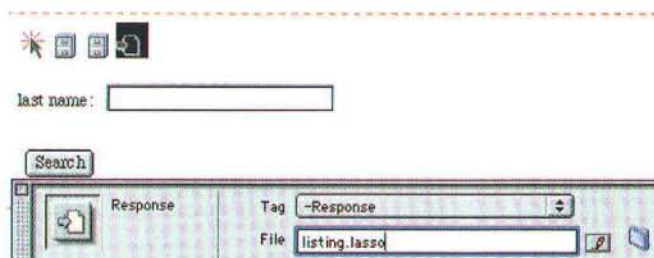 last name:
Search
Response
Tag -Response
File listing.lasso